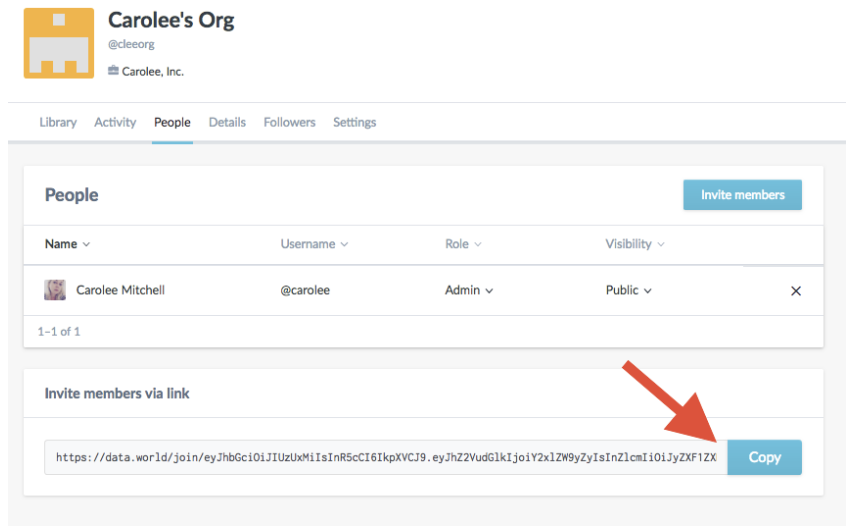 Carolee's Org
@cleeorg
Carolee, Inc.
Library Activity People Details Followers Settings
People
Invite members
Name Username Role Visibility
Carolee Mitchell @carolee Admin Public
1–1 of 1
Invite members via link
https://data.world/join/eyJhbGciOiJIUzUxMiIsInR5cCI6IkpXVCJ9.eyJhZ2VudGlkIjoiY2xlZW9yZyIsInZlcmIiOiJyZXF1ZX
Copy